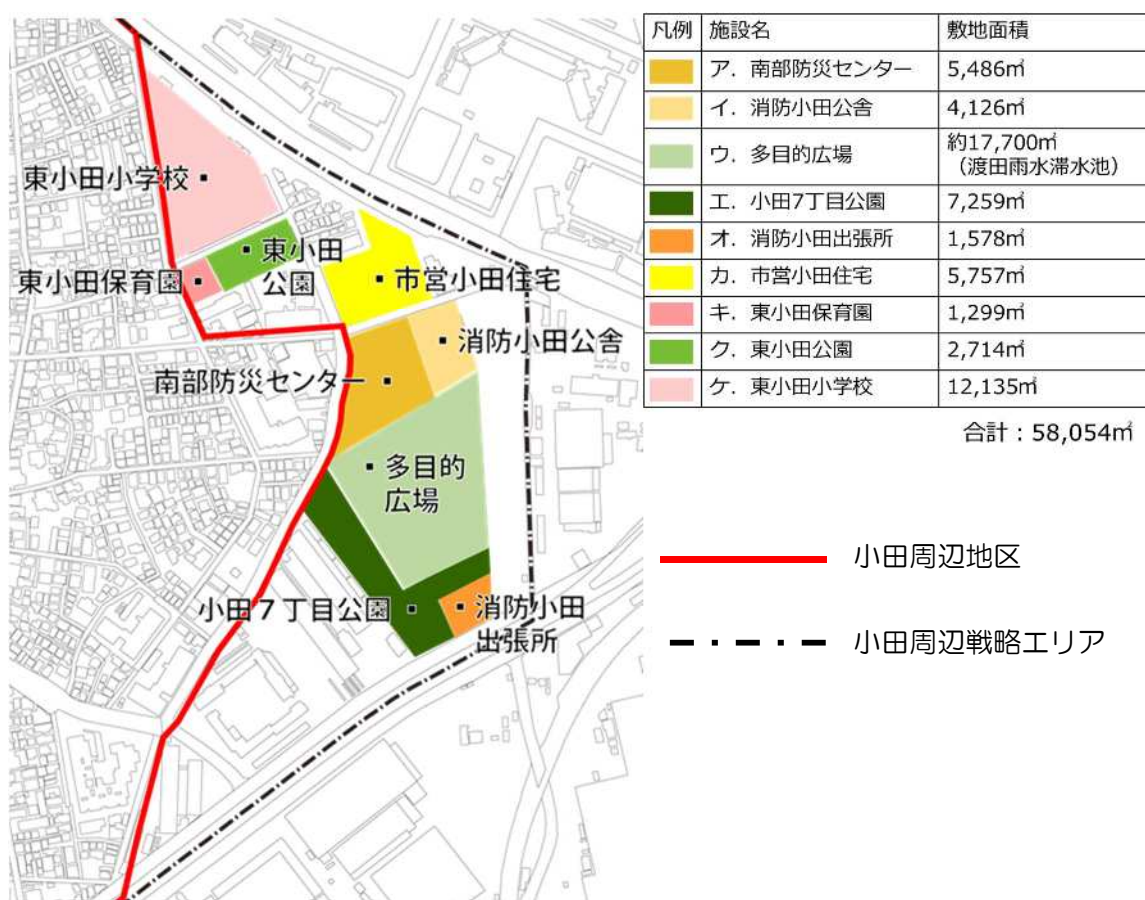 東小田小学校
東小田保育園
東小田
公園
市営小田住宅
消防小田公舎
南部防災センター
多目的
広場
小田7丁目公園
消防小田
出張所
凡例 施設名 敷地面積
ア. 南部防災センター 5,486㎡
イ. 消防小田公舎 4,126㎡
ウ. 多目的広場 約17,700㎡
（渡田雨水滞水池）
エ. 小田7丁目公園 7,259㎡
オ. 消防小田出張所 1,578㎡
カ. 市営小田住宅 5,757㎡
キ. 東小田保育園 1,299㎡
ク. 東小田公園 2,714㎡
ケ. 東小田小学校 12,135㎡
合計：58,054㎡
小田周辺地区
小田周辺戦略エリア